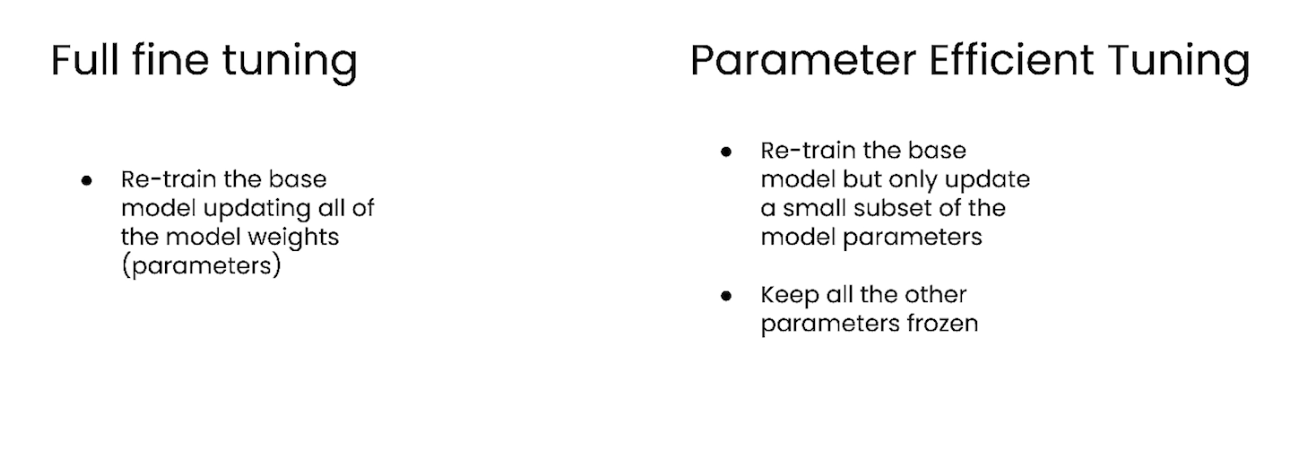 Full fine tuning
● Re-train the base
model updating all of
the model weights
(parameters)
Parameter Efficient Tuning
● Re-train the base
model but only update
a small subset of the
model parameters
● Keep all the other
parameters frozen